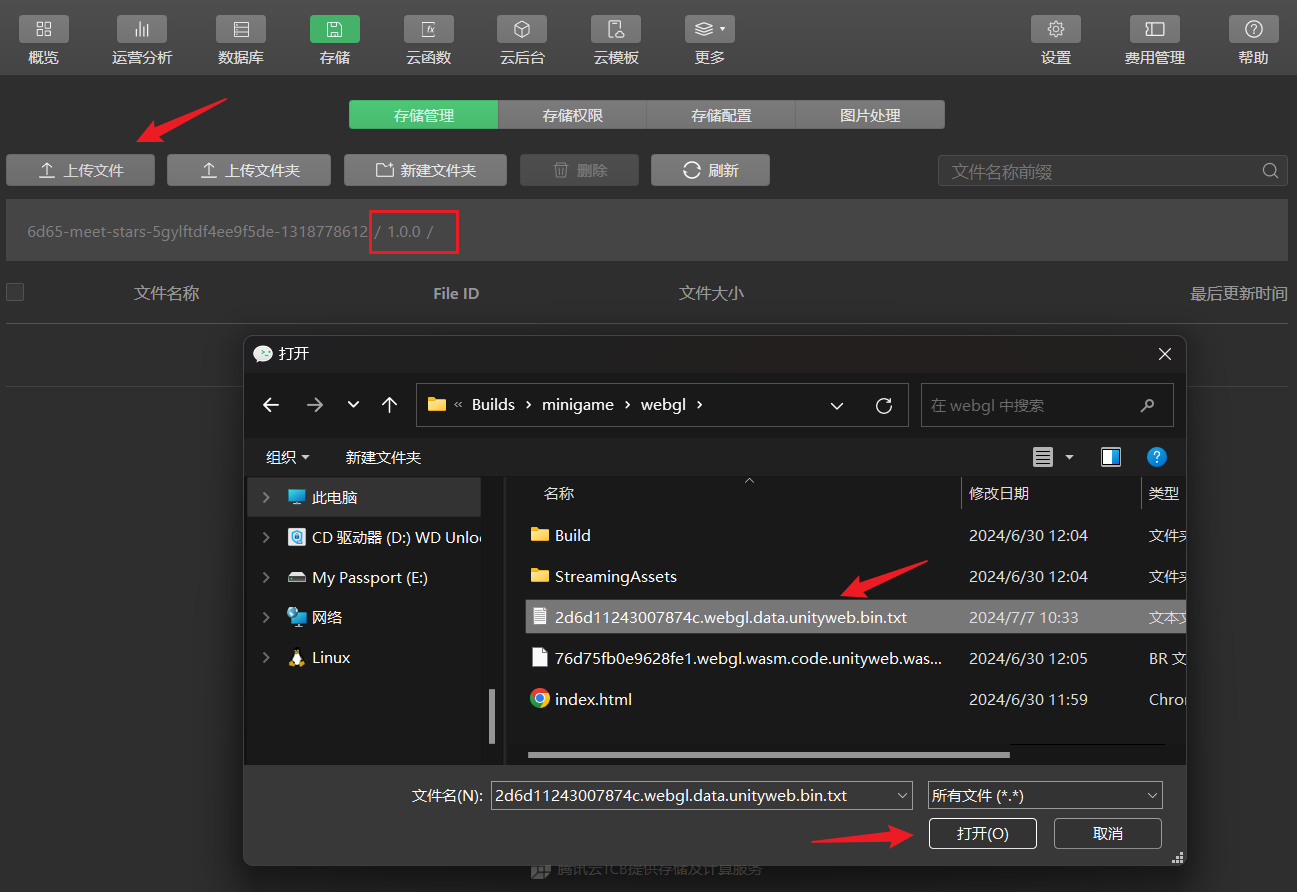 概览 运营分析 数据库 存储 云函数 云后台 云模板 更多 设置 费用管理 帮助
存储管理 存储权限 存储配置 图片处理
上传文件 上传文件夹 新建文件夹 删除 刷新 文件名称前缀
6d65-meet-stars-5gylftdf4ee9f5de-1318778612 / 1.0.0 /
文件名称 File ID 文件大小 最后更新时间
打开
« Builds › minigame › webgl › 在 webgl 中搜索
组织 新建文件夹
名称 修改日期 类型
此电脑
CD 驱动器 (D:) WD Unlo
My Passport (E:)
网络
Linux
Build 2024/6/30 12:04 文件夹
StreamingAssets 2024/6/30 12:04 文件夹
2d6d11243007874c.webgl.data.unityweb.bin.txt 2024/7/7 10:33 文本文
76d75fb0e9628fe1.webgl.wasm.code.unityweb.was... 2024/6/30 12:05 BR 文
index.html 2024/6/30 11:59 Chro
文件名(N): 2d6d11243007874c.webgl.data.unityweb.bin.txt 所有文件 (*.*)
打开(O) 取消
腾讯云TCB提供存储及计算服务